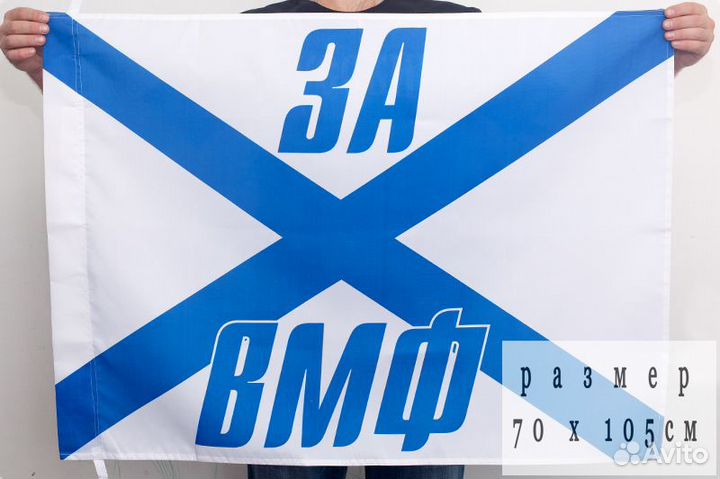 ЗА
ВМФ
размер
70 х 105см
Avito